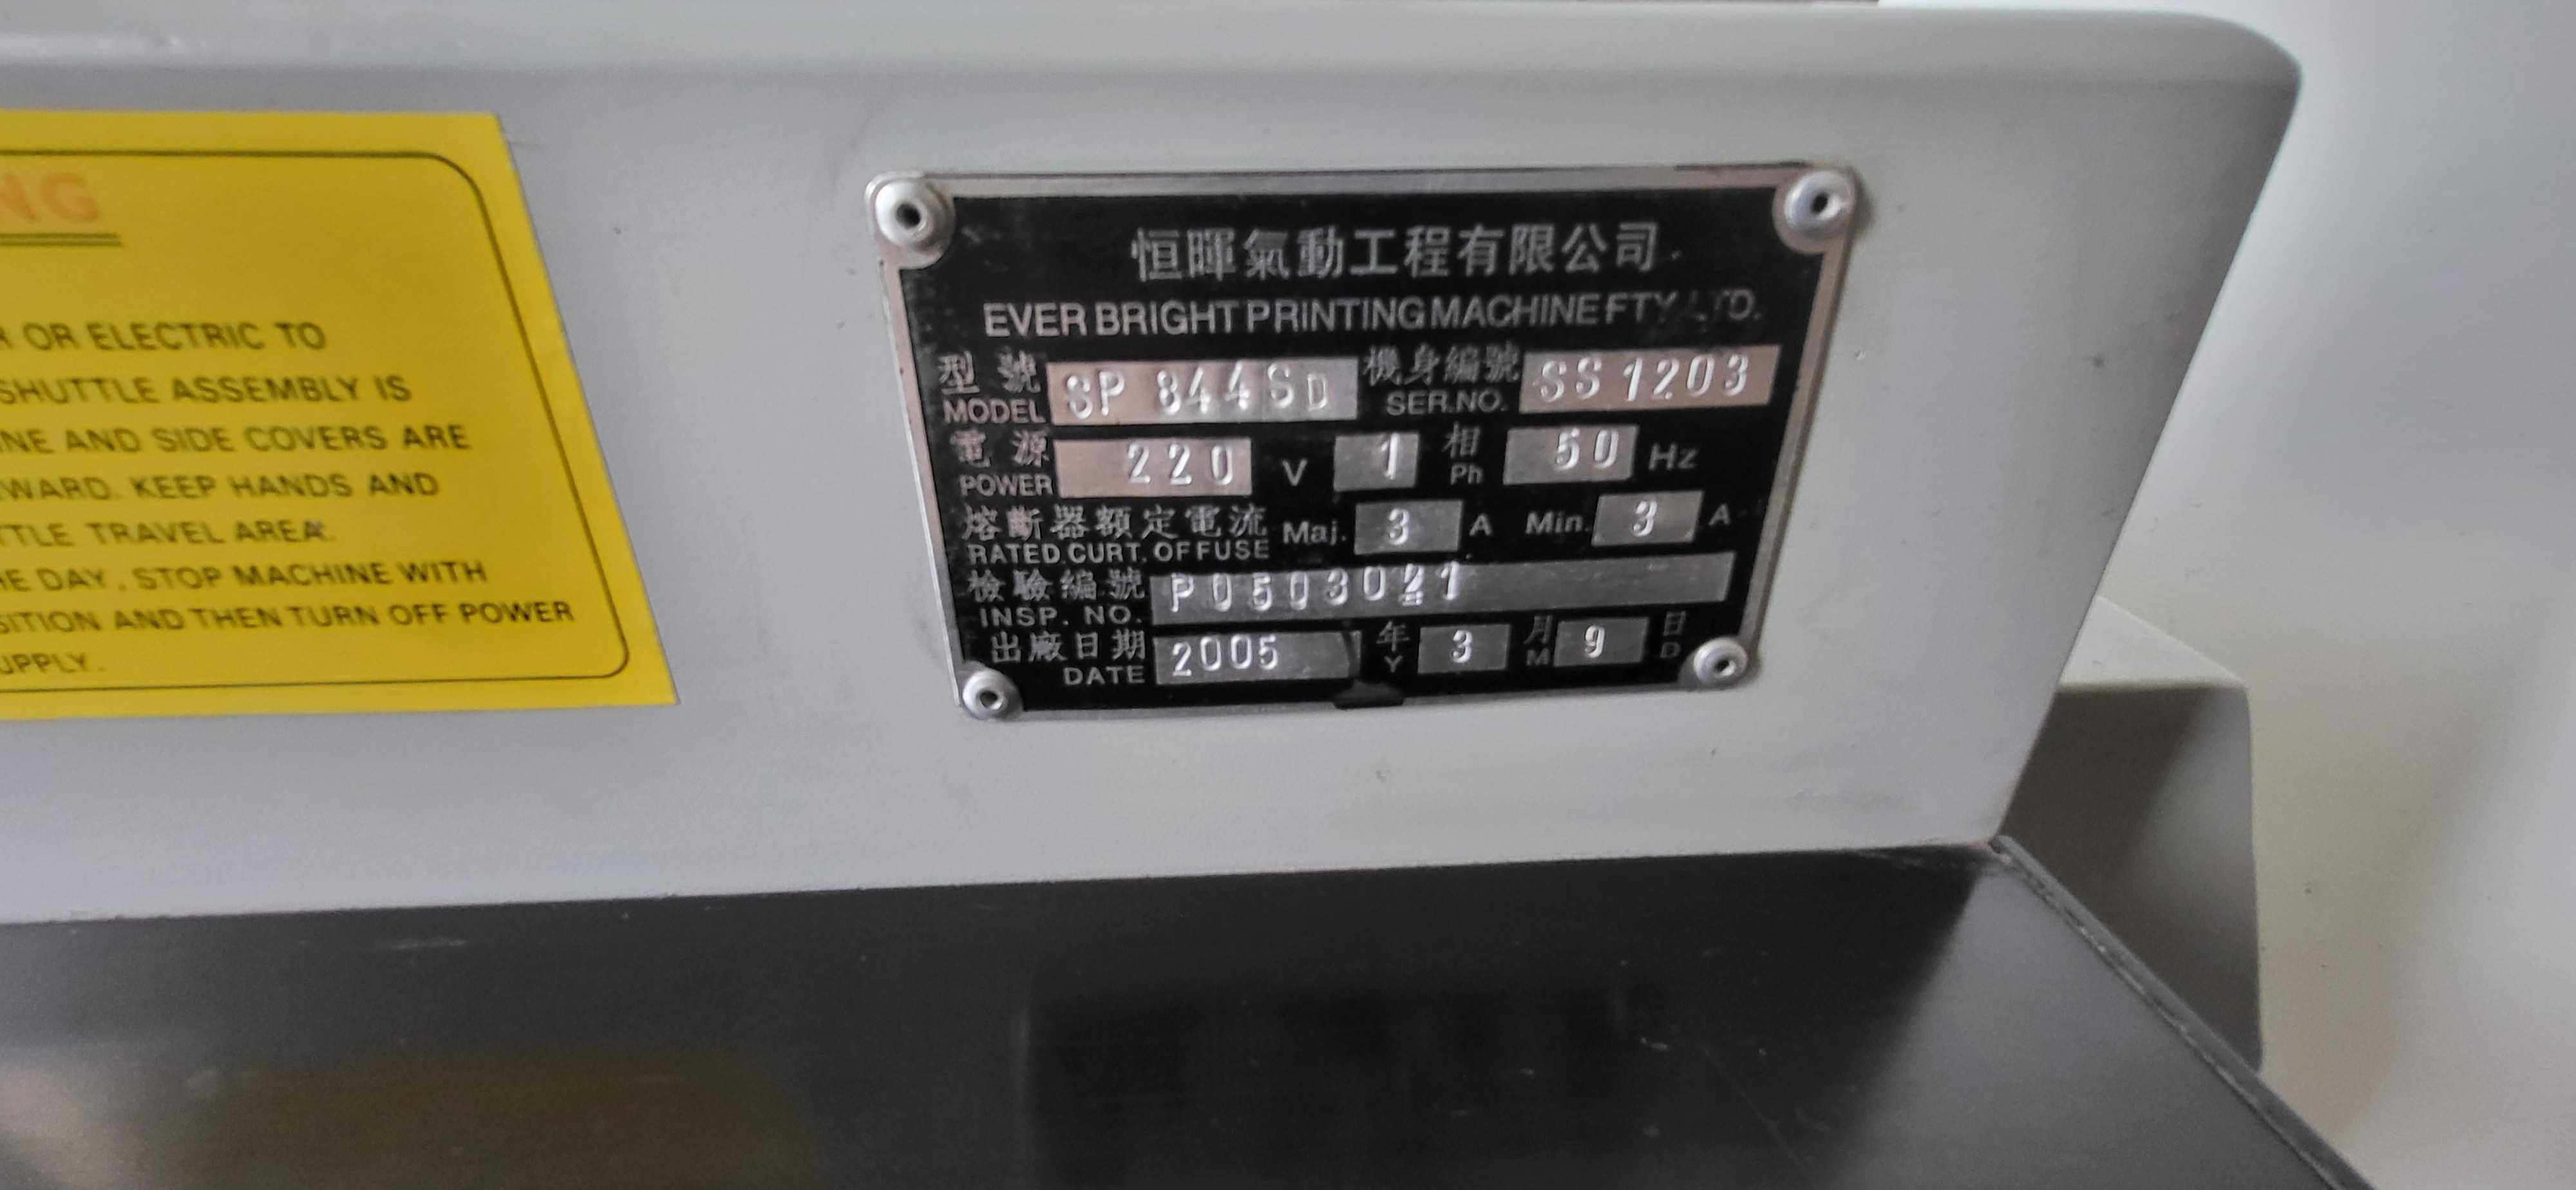 NG
R OR ELECTRIC TO
SHUTTLE ASSEMBLY IS
INE AND SIDE COVERS ARE
WARD. KEEP HANDS AND
TTLE TRAVEL AREA.
HE DAY, STOP MACHINE WITH
SITION AND THEN TURN OFF POWER
UPPLY.
恒暉氣動工程有限公司
EVER BRIGHT PRINTING MACHINE FTY LTD.
型號 MODEL SP 844SD 機身編號 SER.NO. SS1203
電源 POWER 220 V 1 相 Ph 50 Hz
熔斷器額定電流 RATED CURT. OF FUSE Maj. 3 A Min. 3 A
檢驗編號 INSP. NO. P0503021
出廠日期 DATE 2005 年 Y 3 月 M 9 日 D